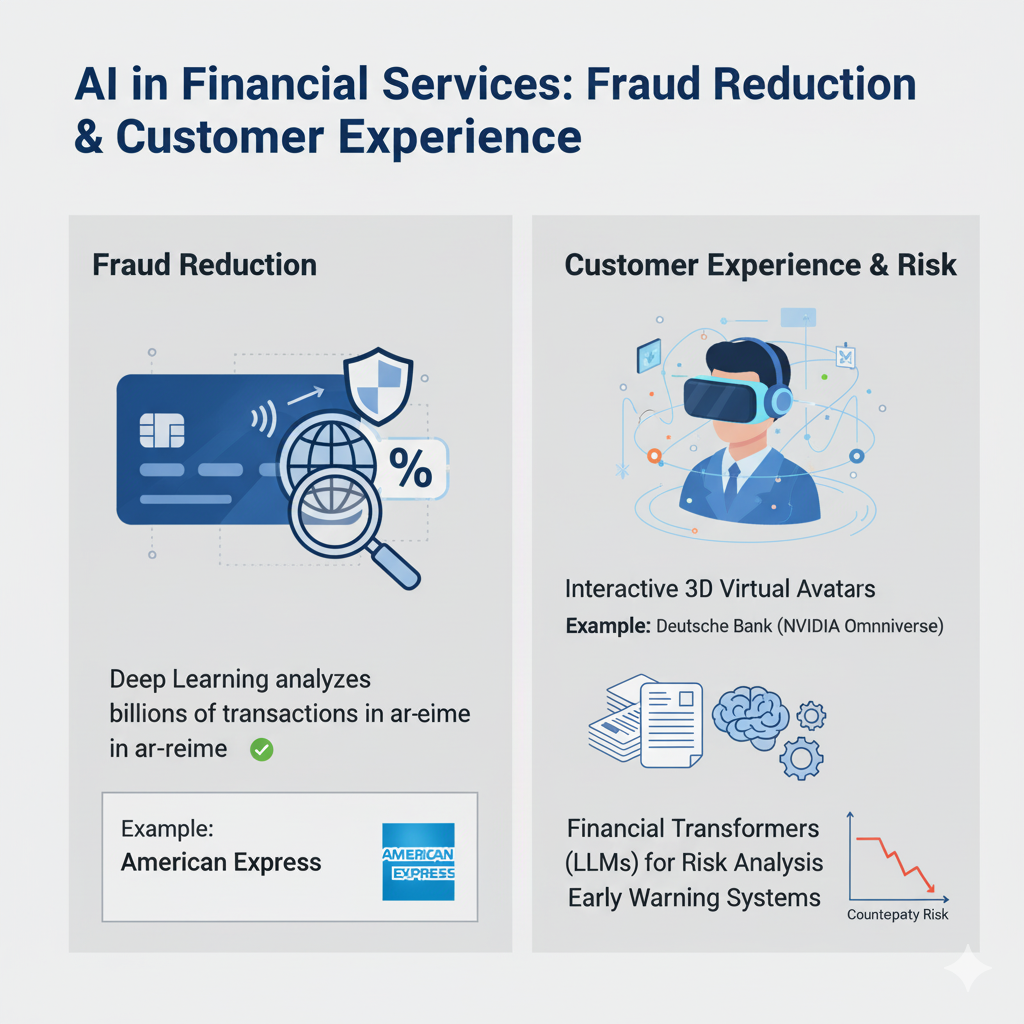 AI in Financial Services: Fraud Reduction
& Customer Experience
Fraud Reduction
%
Deep Learning analyzes
billions of transactions in ar-eime
in ar-reime
Example:
American Express
AMERICAN
EXPRESS
Customer Experience & Risk
Interactive 3D Virtual Avatars
Example: Deutsche Bank (NVIDIA Omnniverse)
Financial Transformers
(LLMs) for Risk Analysis
Early Warning Systems
Countepaty Risk